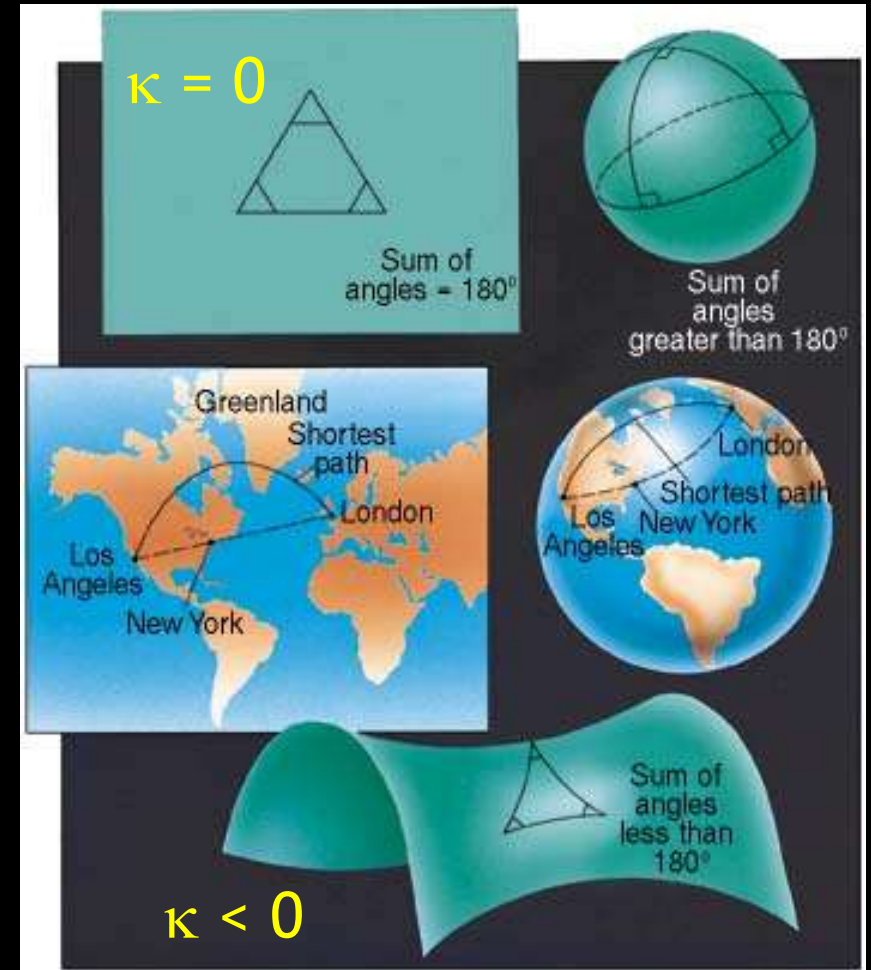 κ = 0
Sum of
angles = 180°
Sum of
angles
greater than 180°
Greenland
Shortest
path
London
Los
Angeles
New York
London
Shortest path
Los
Angeles
New York
Sum of
angles
less than
180°
κ < 0